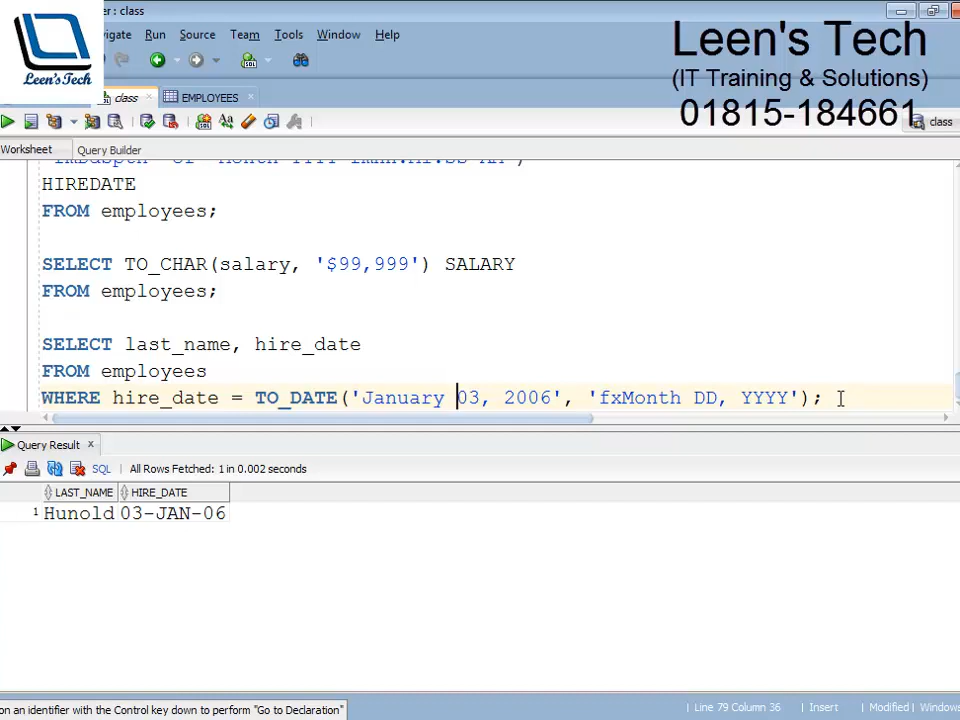 : class
Leen's Tech
(IT Training & Solutions)
01815-184661
Leen'sTech
igate Run Source Team Tools Window Help
class EMPLOYEES
class
Worksheet Query Builder
HIREDATE
FROM employees;
SELECT TO_CHAR(salary, '$99,999') SALARY
FROM employees;
SELECT last_name, hire_date
FROM employees
WHERE hire_date = TO_DATE('January 03, 2006', 'fxMonth DD, YYYY');
Query Result
SQL | All Rows Fetched: 1 in 0.002 seconds
LAST_NAME HIRE_DATE
1 Hunold 03-JAN-06
on an identifier with the Control key down to perform "Go to Declaration"
Line 79 Column 36 | Insert | Modified | Windows